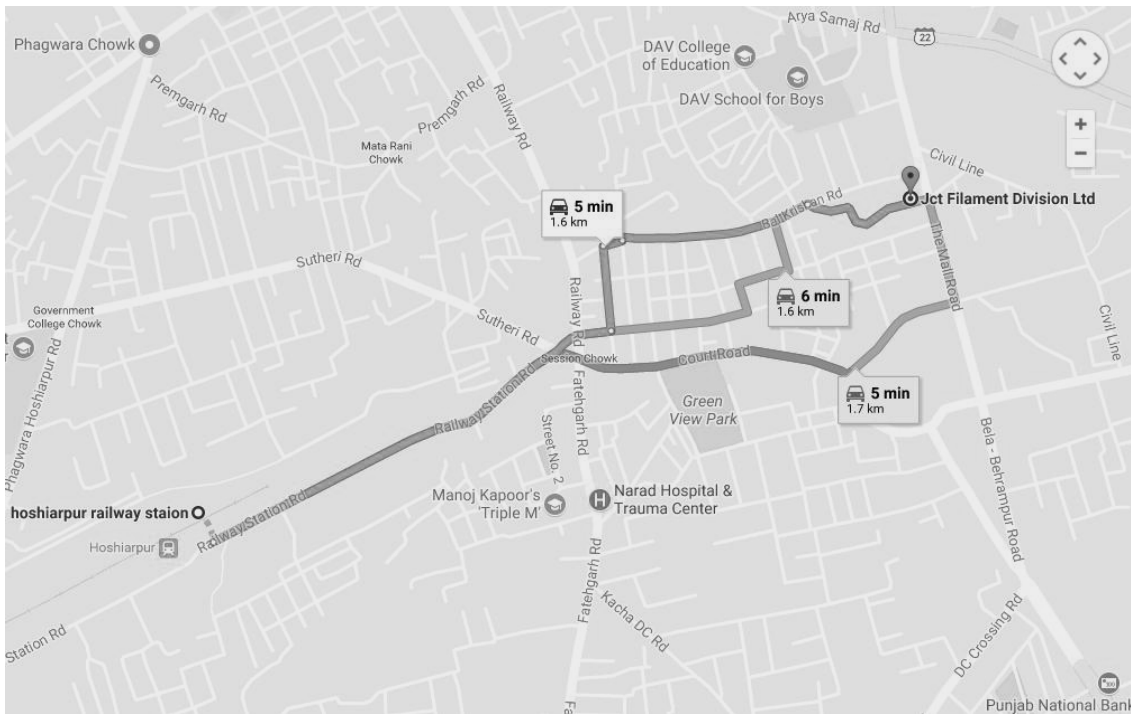 Arya Samaj Rd
22
Phagwara Chowk
DAV College
of Education
DAV School for Boys
Premgarh Rd
Premgarh Rd
Railway Rd
Mata Rani
Chowk
+
−
Civil Line
5 min
1.6 km
Bal Krishan Rd
Jct Filament Division Ltd
The Mall Road
Sutheri Rd
Railway Rd
6 min
1.6 km
Government
College Chowk
Sutheri Rd
Civil Line
t
r
Session Chowk
Court Road
5 min
1.7 km
Phagwara Hoshiarpur Rd
Fatehgarh Rd
Green
View Park
Railway Station Rd
Street No. 2
Bela - Behrampur Road
Manoj Kapoor's
'Triple M'
H
Narad Hospital &
Trauma Center
hoshiarpur railway staion
Railway Station Rd
Hoshiarpur
Fatehgarh Rd
Kacha DC Rd
DC Crossing Rd
Station Rd
Fa
Punjab National Bank